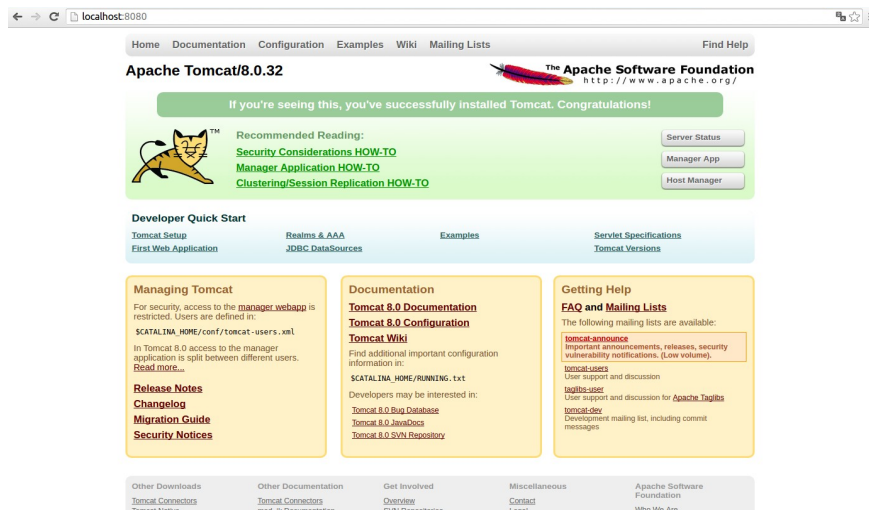 localhost:8080
Home Documentation Configuration Examples Wiki Mailing Lists Find Help
Apache Tomcat/8.0.32
The Apache Software Foundation
http://www.apache.org/
If you're seeing this, you've successfully installed Tomcat. Congratulations!
TM
Recommended Reading:
Security Considerations HOW-TO
Manager Application HOW-TO
Clustering/Session Replication HOW-TO
Server Status
Manager App
Host Manager
Developer Quick Start
Tomcat Setup
First Web Application
Realms & AAA
JDBC DataSources
Examples
Servlet Specifications
Tomcat Versions
Managing Tomcat
For security, access to the manager webapp is
restricted. Users are defined in:
$CATALINA_HOME/conf/tomcat-users.xml
In Tomcat 8.0 access to the manager
application is split between different users.
Read more...
Release Notes
Changelog
Migration Guide
Security Notices
Documentation
Tomcat 8.0 Documentation
Tomcat 8.0 Configuration
Tomcat Wiki
Find additional important configuration
information in:
$CATALINA_HOME/RUNNING.txt
Developers may be interested in:
Tomcat 8.0 Bug Database
Tomcat 8.0 JavaDocs
Tomcat 8.0 SVN Repository
Getting Help
FAQ and Mailing Lists
The following mailing lists are available:
tomcat-announce
Important announcements, releases, security
vulnerability notifications. (Low volume).
tomcat-users
User support and discussion
taglibs-user
User support and discussion for Apache Taglibs
tomcat-dev
Development mailing list, including commit
messages
Other Downloads
Tomcat Connectors
Other Documentation
Tomcat Connectors
Get Involved
Overview
Miscellaneous
Contact
Apache Software
Foundation